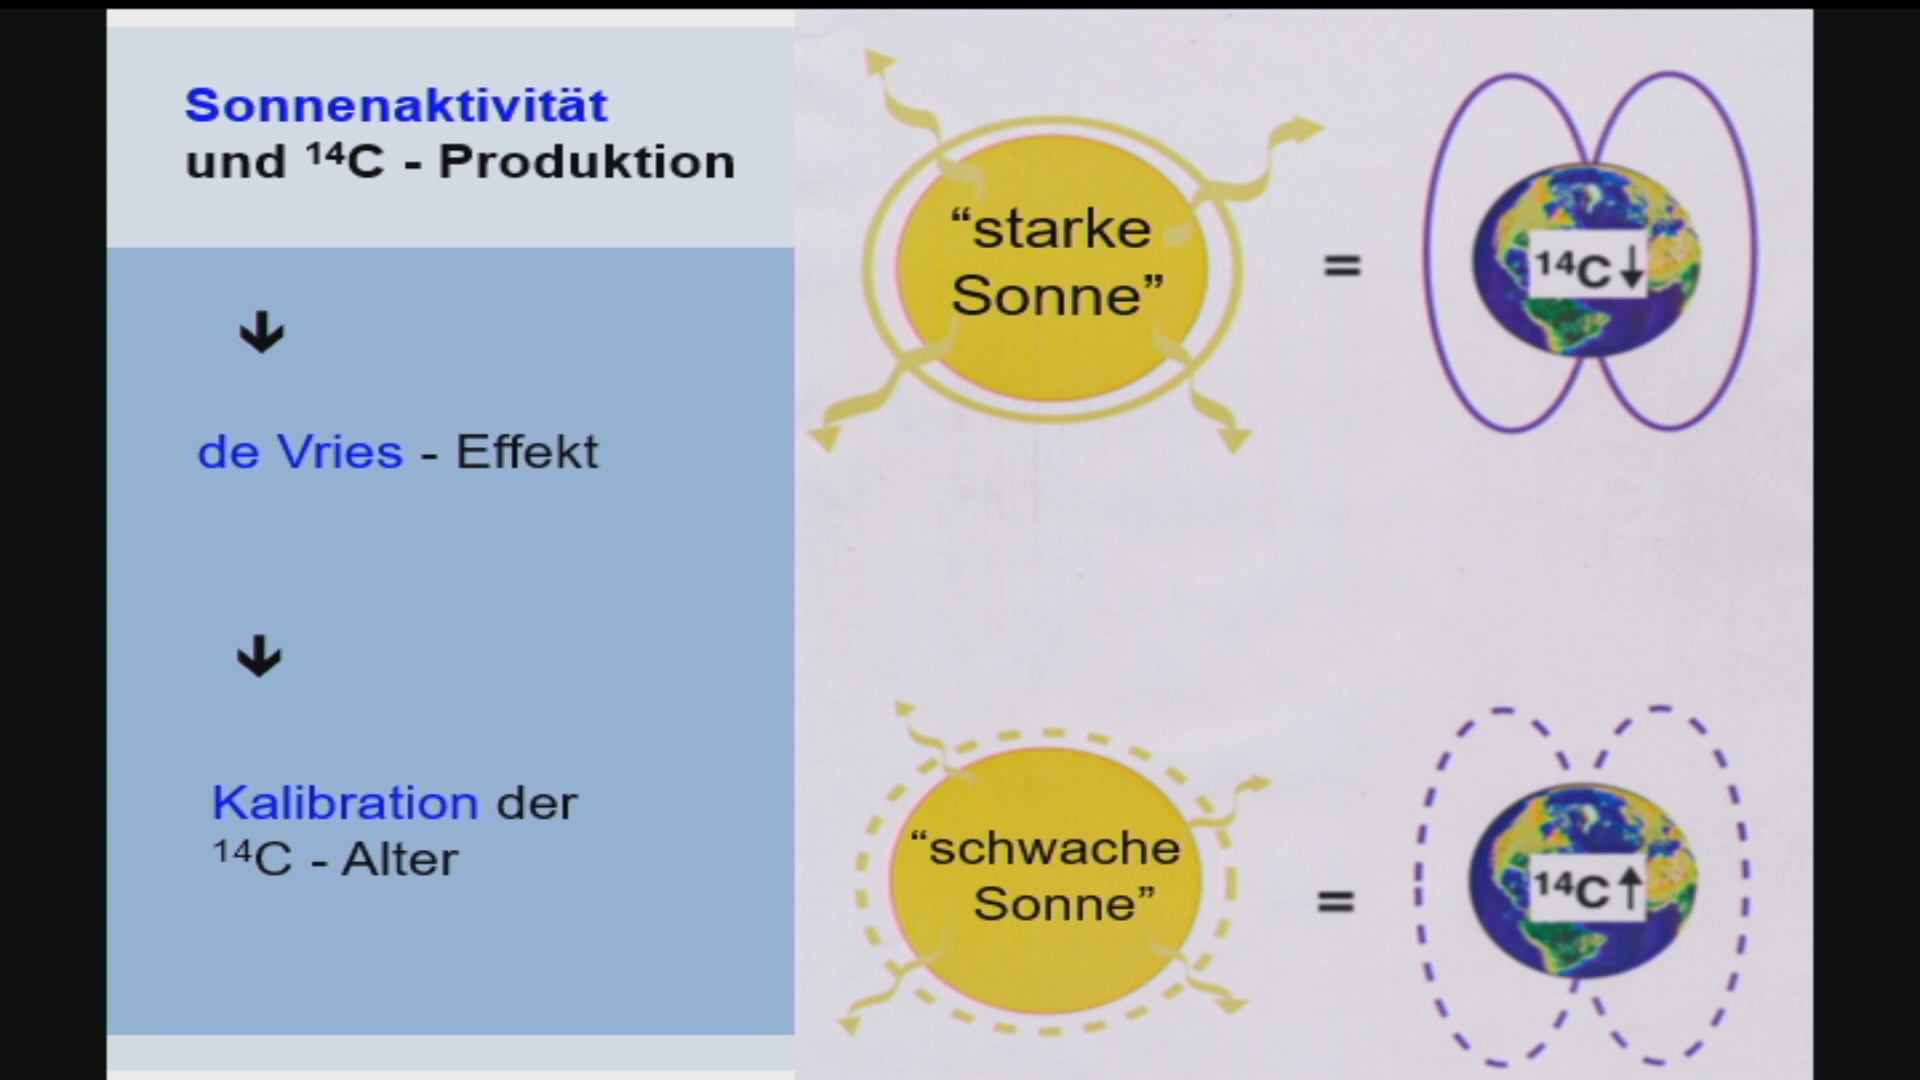 Sonnenaktivität
und ¹⁴C - Produktion
↓
de Vries - Effekt
↓
Kalibration der
¹⁴C - Alter
“starke
Sonne”
=
¹⁴C↓
“schwache
Sonne”
=
¹⁴C↑